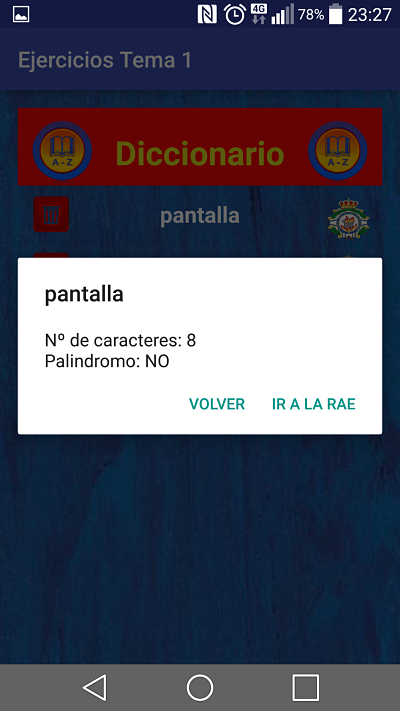 4G
78%
23:27
Ejercicios Tema 1
A-Z
Diccionario
A-Z
pantalla
pantalla
Nº de caracteres: 8
Palindromo: NO
VOLVER
IR A LA RAE